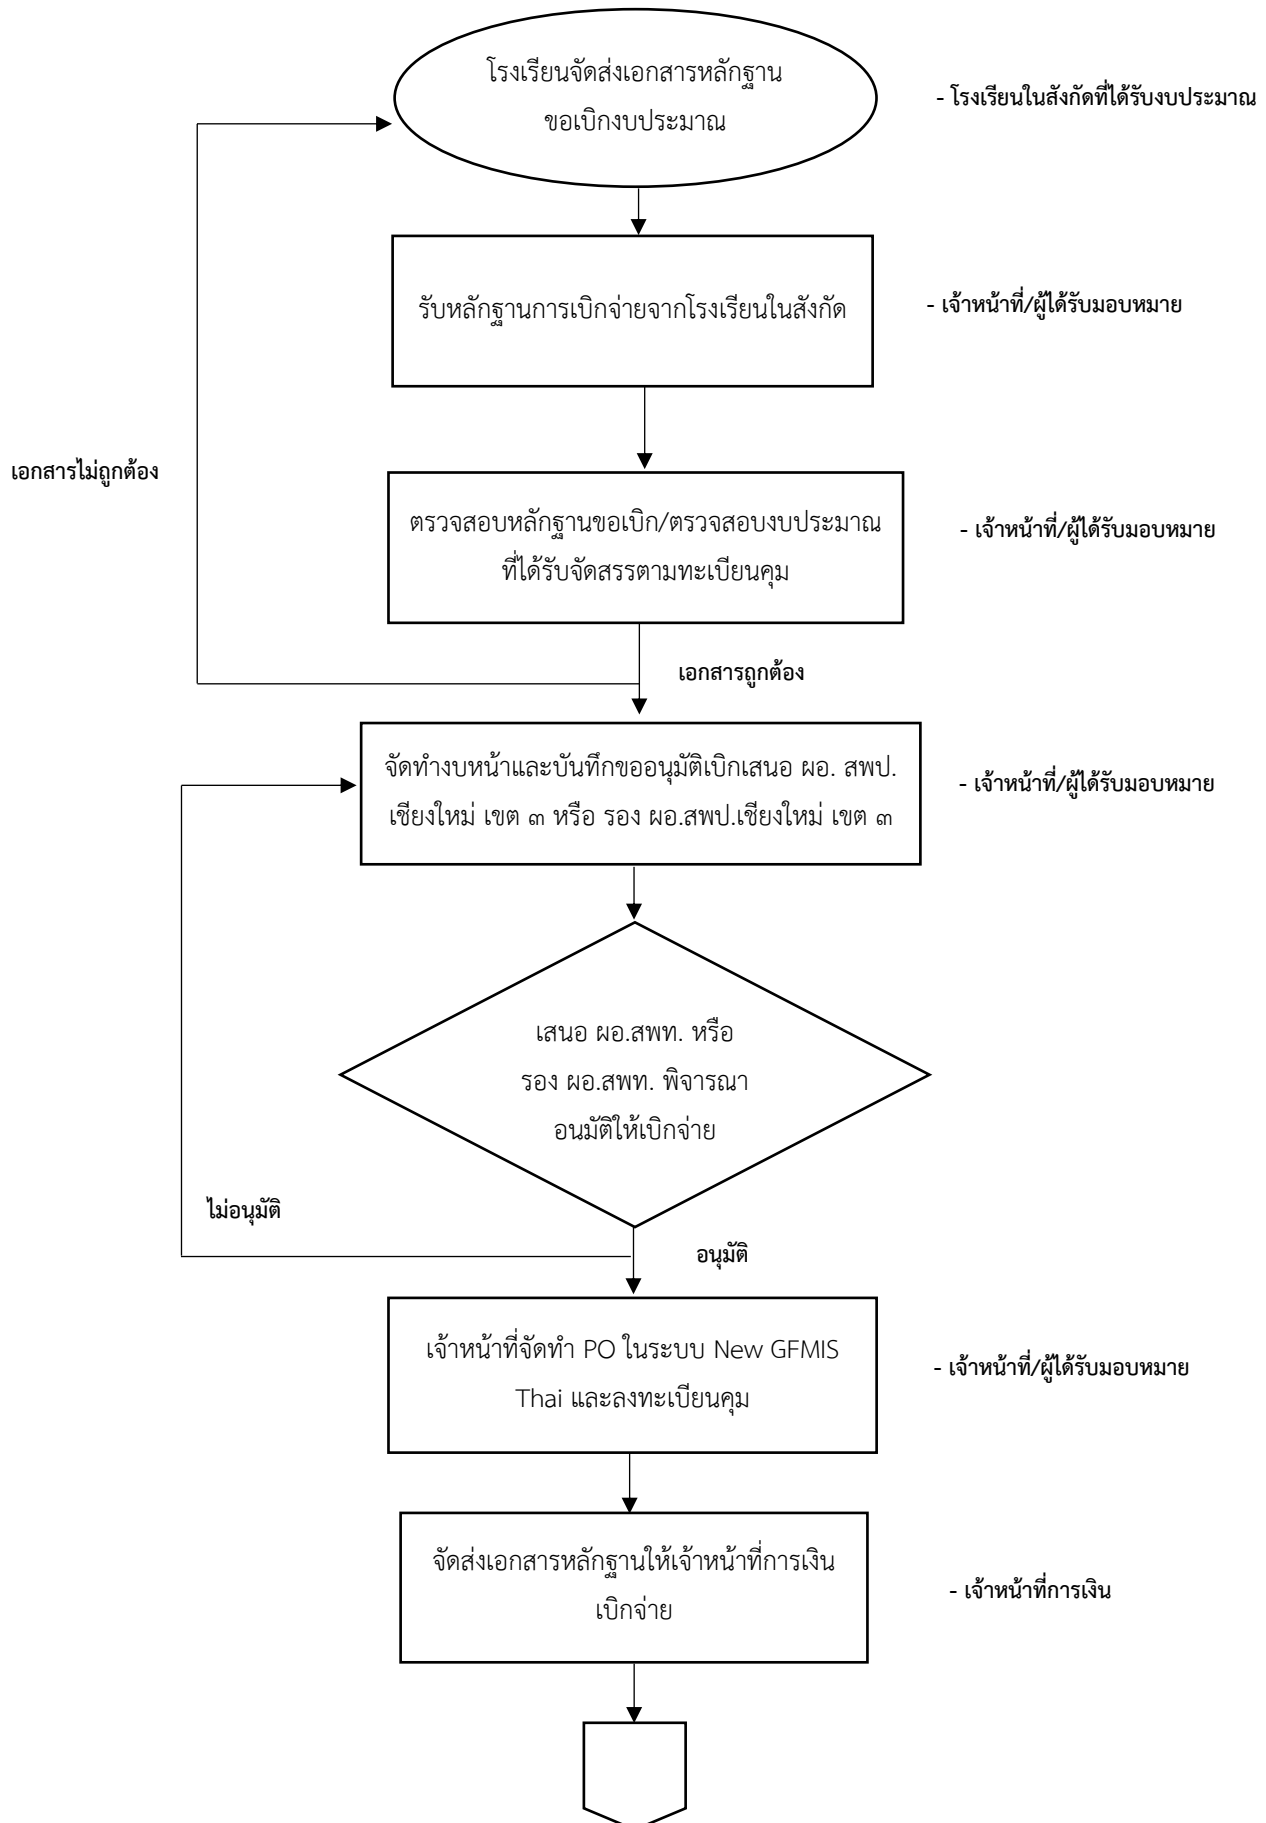 โรงเรียนจัดส่งเอกสารหลักฐาน
ขอเบิกงบประมาณ
- โรงเรียนในสังกัดที่ได้รับงบประมาณ
รับหลักฐานการเบิกจ่ายจากโรงเรียนในสังกัด
- เจ้าหน้าที่/ผู้ได้รับมอบหมาย
เอกสารไม่ถูกต้อง
ตรวจสอบหลักฐานขอเบิก/ตรวจสอบงบประมาณ
ที่ได้รับจัดสรรตามทะเบียนคุม
- เจ้าหน้าที่/ผู้ได้รับมอบหมาย
เอกสารถูกต้อง
จัดทำงบหน้าและบันทึกขออนุมัติเบิกเสนอ ผอ. สพป.
เชียงใหม่ เขต ๓ หรือ รอง ผอ.สพป.เชียงใหม่ เขต ๓
- เจ้าหน้าที่/ผู้ได้รับมอบหมาย
เสนอ ผอ.สพท. หรือ
รอง ผอ.สพท. พิจารณา
อนมัติให้เบิกจ่าย
ไม่อนุมัติ
อนุมัติ
เจ้าหน้าที่จัดทำ PO ในระบบ New GFMIS
Thai และลงทะเบียนคุม
- เจ้าหน้าที่/ผู้ได้รับมอบหมาย
จัดส่งเอกสารหลักฐานให้เจ้าหน้าที่การเงิน
เบิกจ่าย
- เจ้าหน้าที่การเงิน